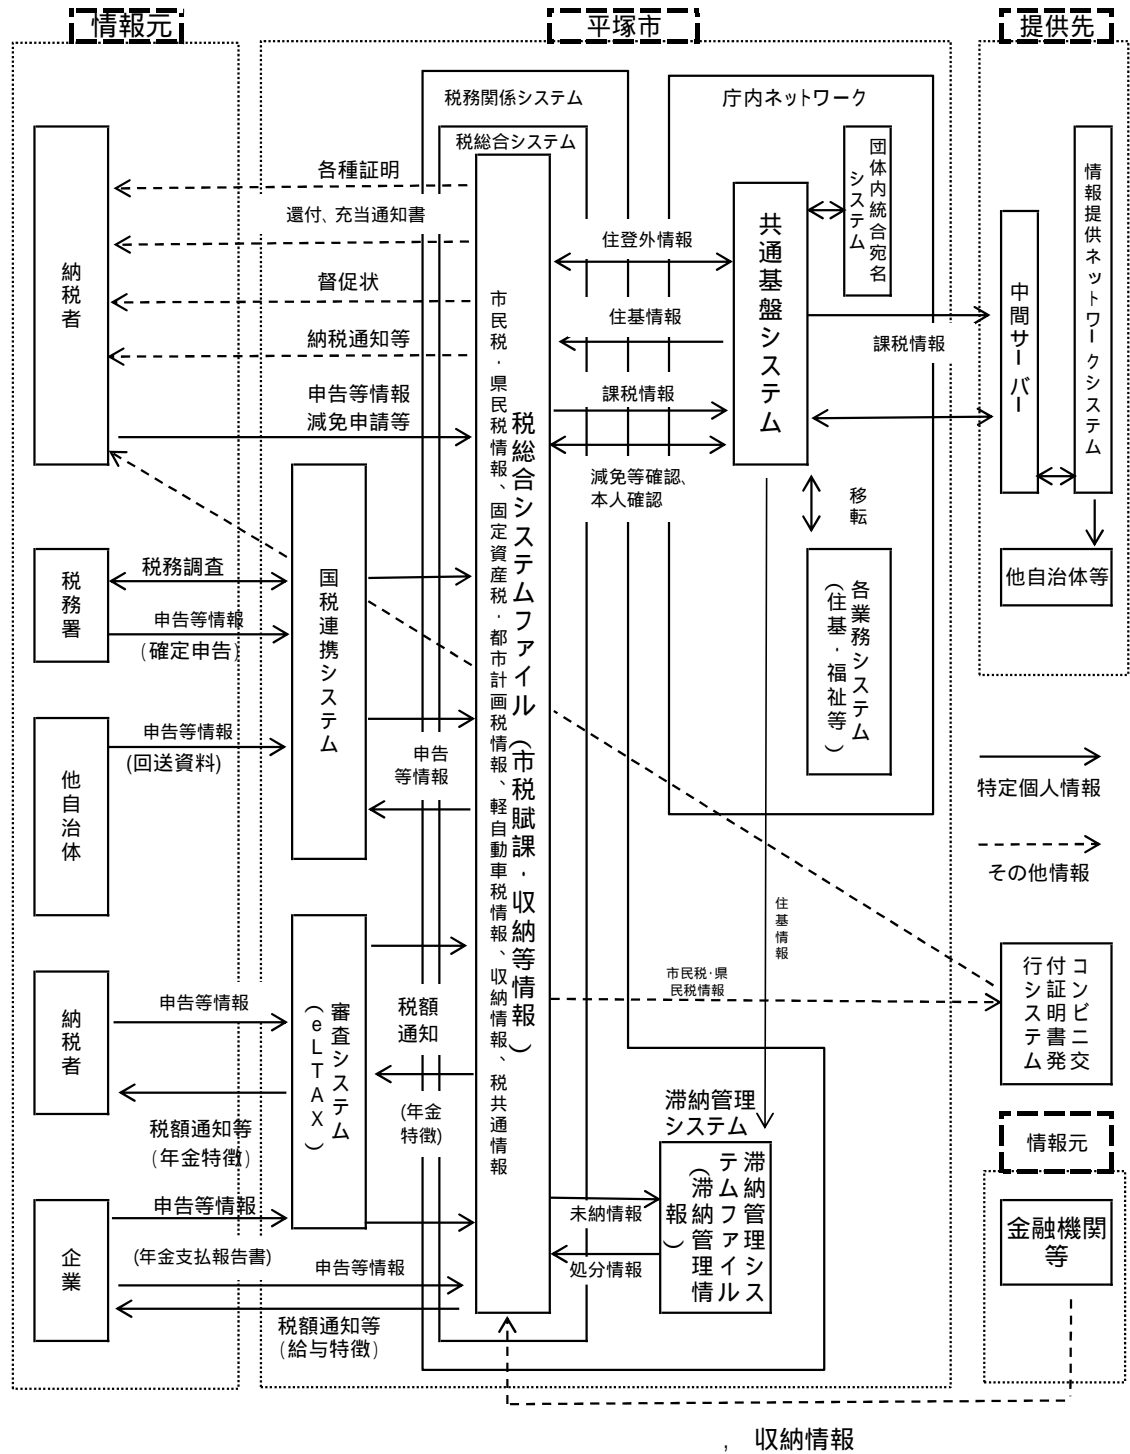 情報元
平塚市
提供先
税務関係システム
税総合システム
庁内ネットワーク
納税者
各種証明
還付、充当通知書
督促状
納税通知等
申告等情報
減免申請等
税務署
税務調査
申告等情報
(確定申告)
他自治体
申告等情報
(回送資料)
国税連携システム
申告
等情報
納税者
申告等情報
税額通知等
(年金特徴)
審査システム
(eLTAX)
税額
通知
(年金
特徴)
企業
申告等情報
(年金支払報告書)
申告等情報
税額通知等
(給与特徴)
税総合システムファイル(市税賦課・収納等情報)
市民税・県民税情報、固定資産税・都市計画税情報、軽自動車税情報、収納情報、税共通情報
住登外情報
住基情報
課税情報
減免等確認、
本人確認
共通基盤システム
団体内統合宛名
システム
移転
各業務システム
(住基・福祉等)
住基情報
市民税・県
民税情報
滞納管理
システム
滞納管理シス
テムファイル
(滞納管理情
報)
未納情報
処分情報
課税情報
中間サーバー
情報提供ネットワークシステム
他自治体等
特定個人情報
その他情報
コンビニ交
付証明書発
行システム
情報元
金融機関
等
, 収納情報